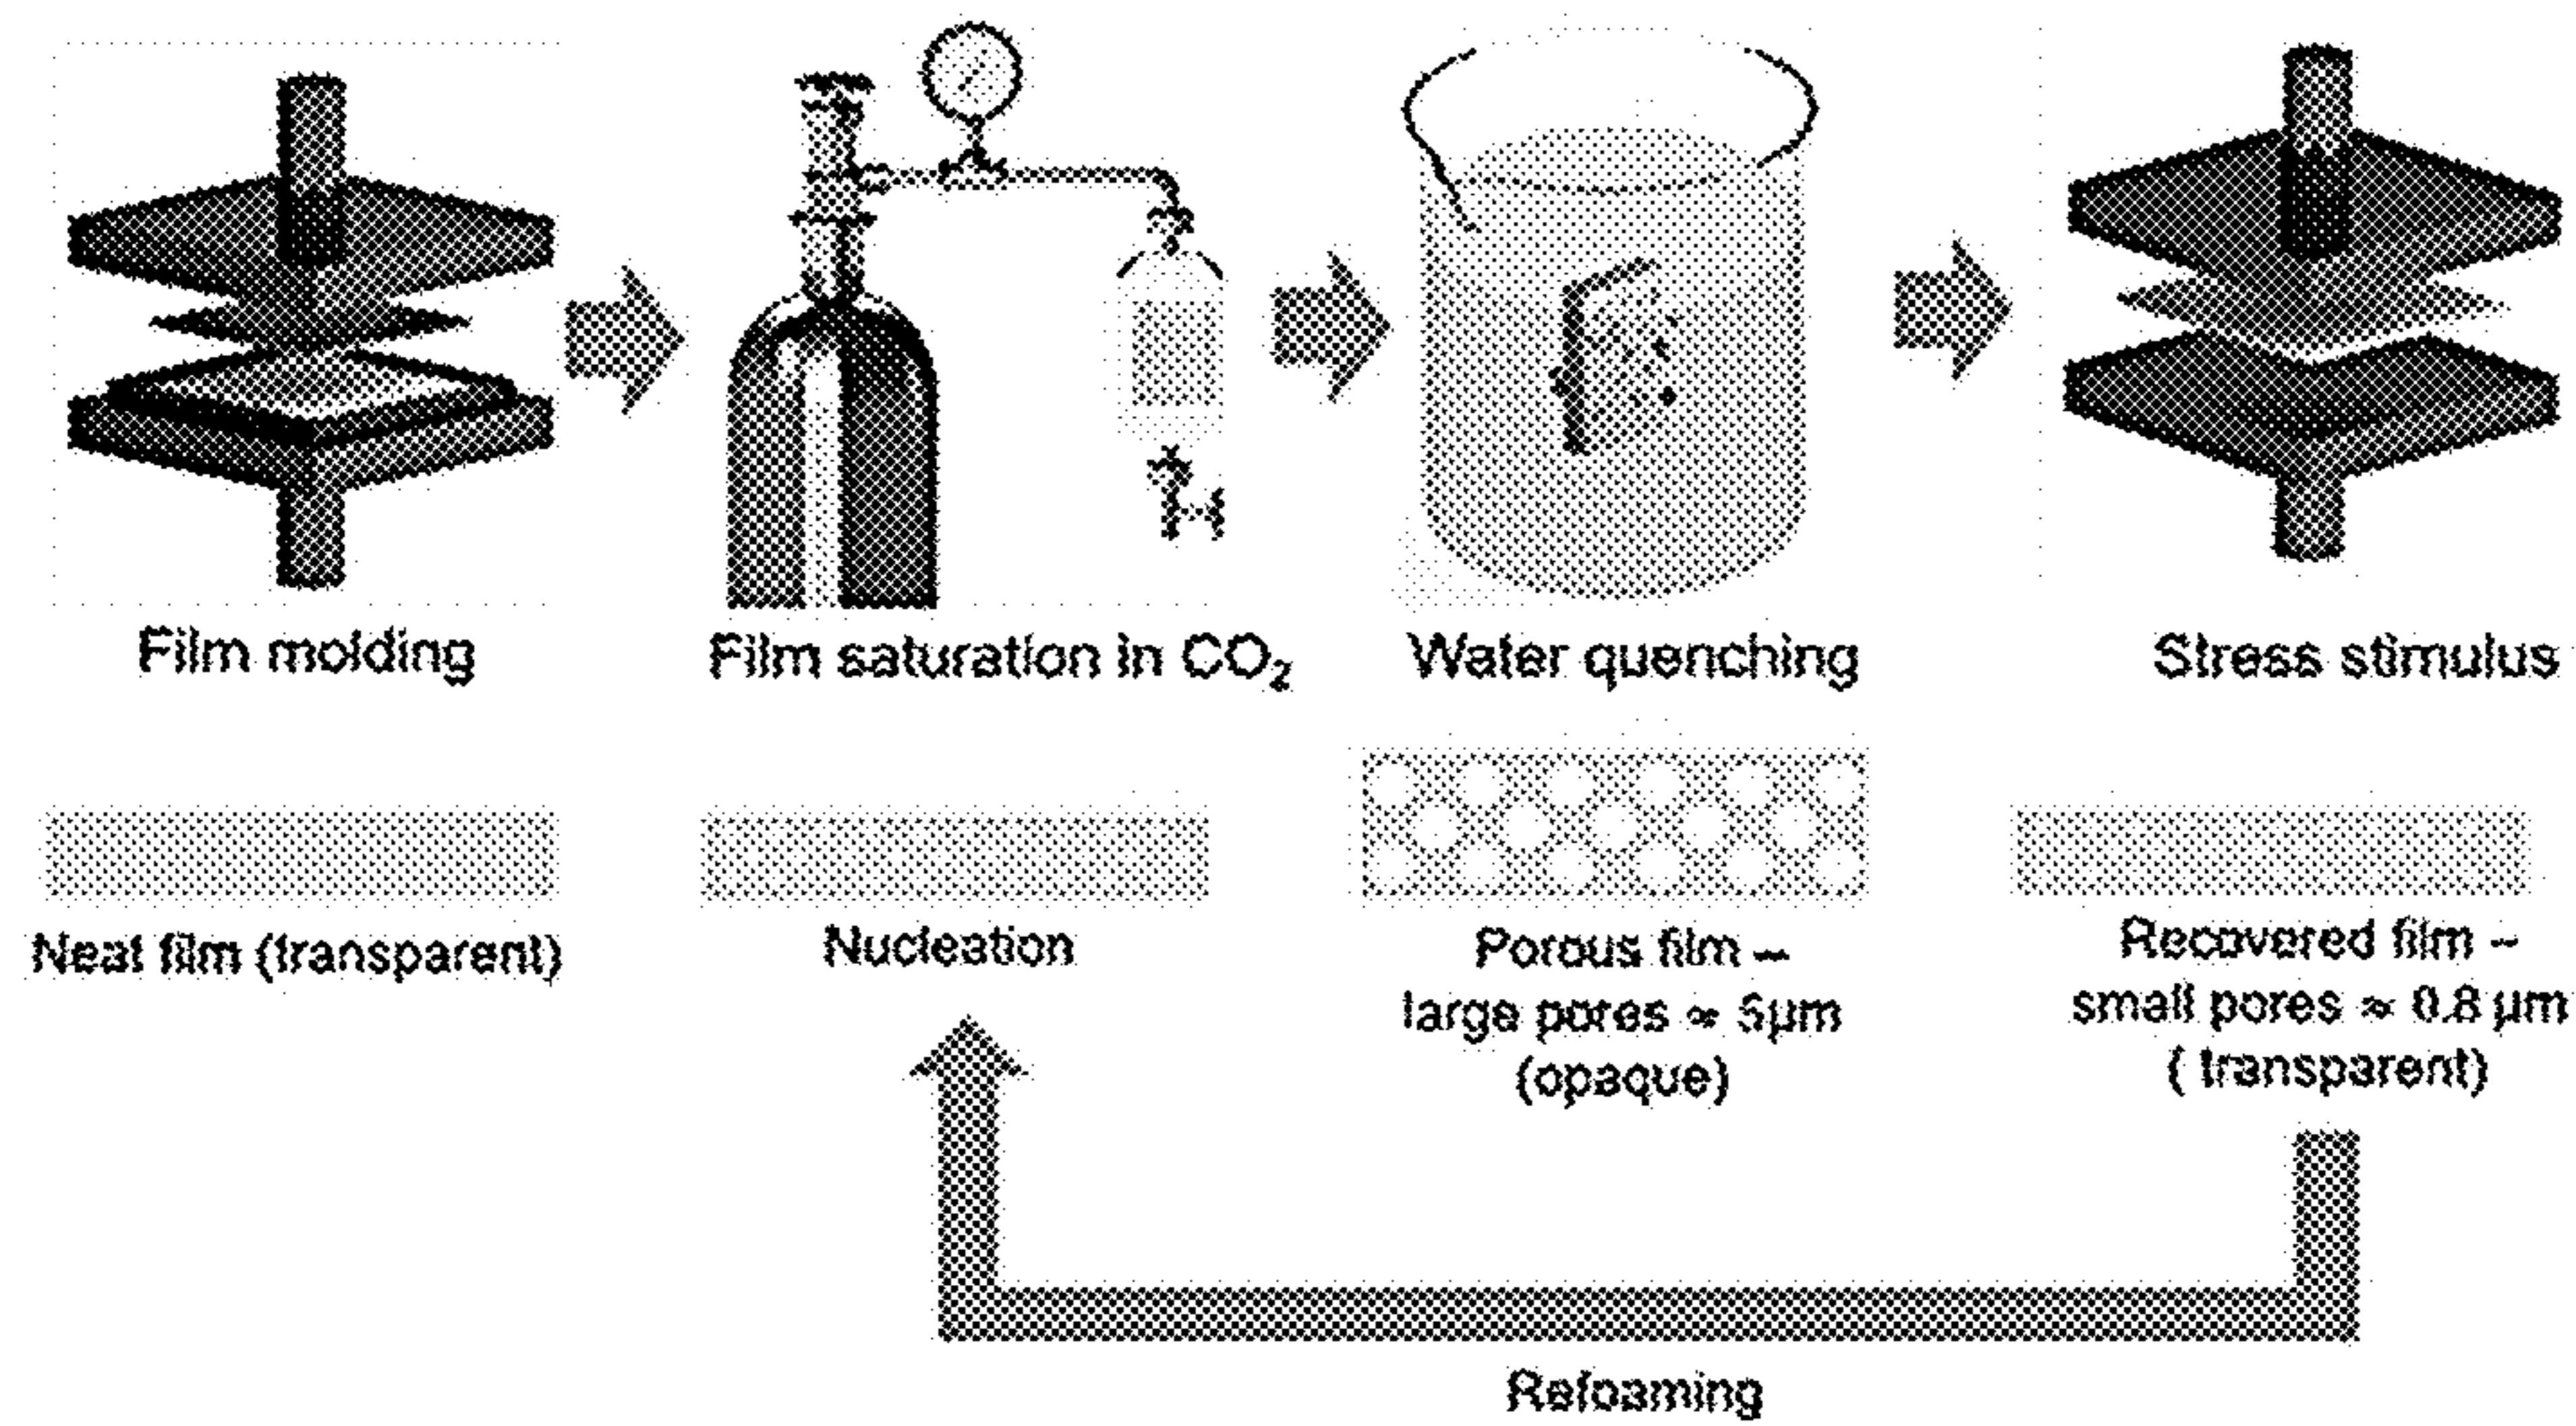 Film molding
Film saturation in CO₂
Water quenching
Stress stimulus
Neat film (transparent)
Nucleation
Porous film –
large pores ≈ 5µm
(opaque)
Recovered film –
small pores ≈ 0.8 µm
( transparent)
Refoaming